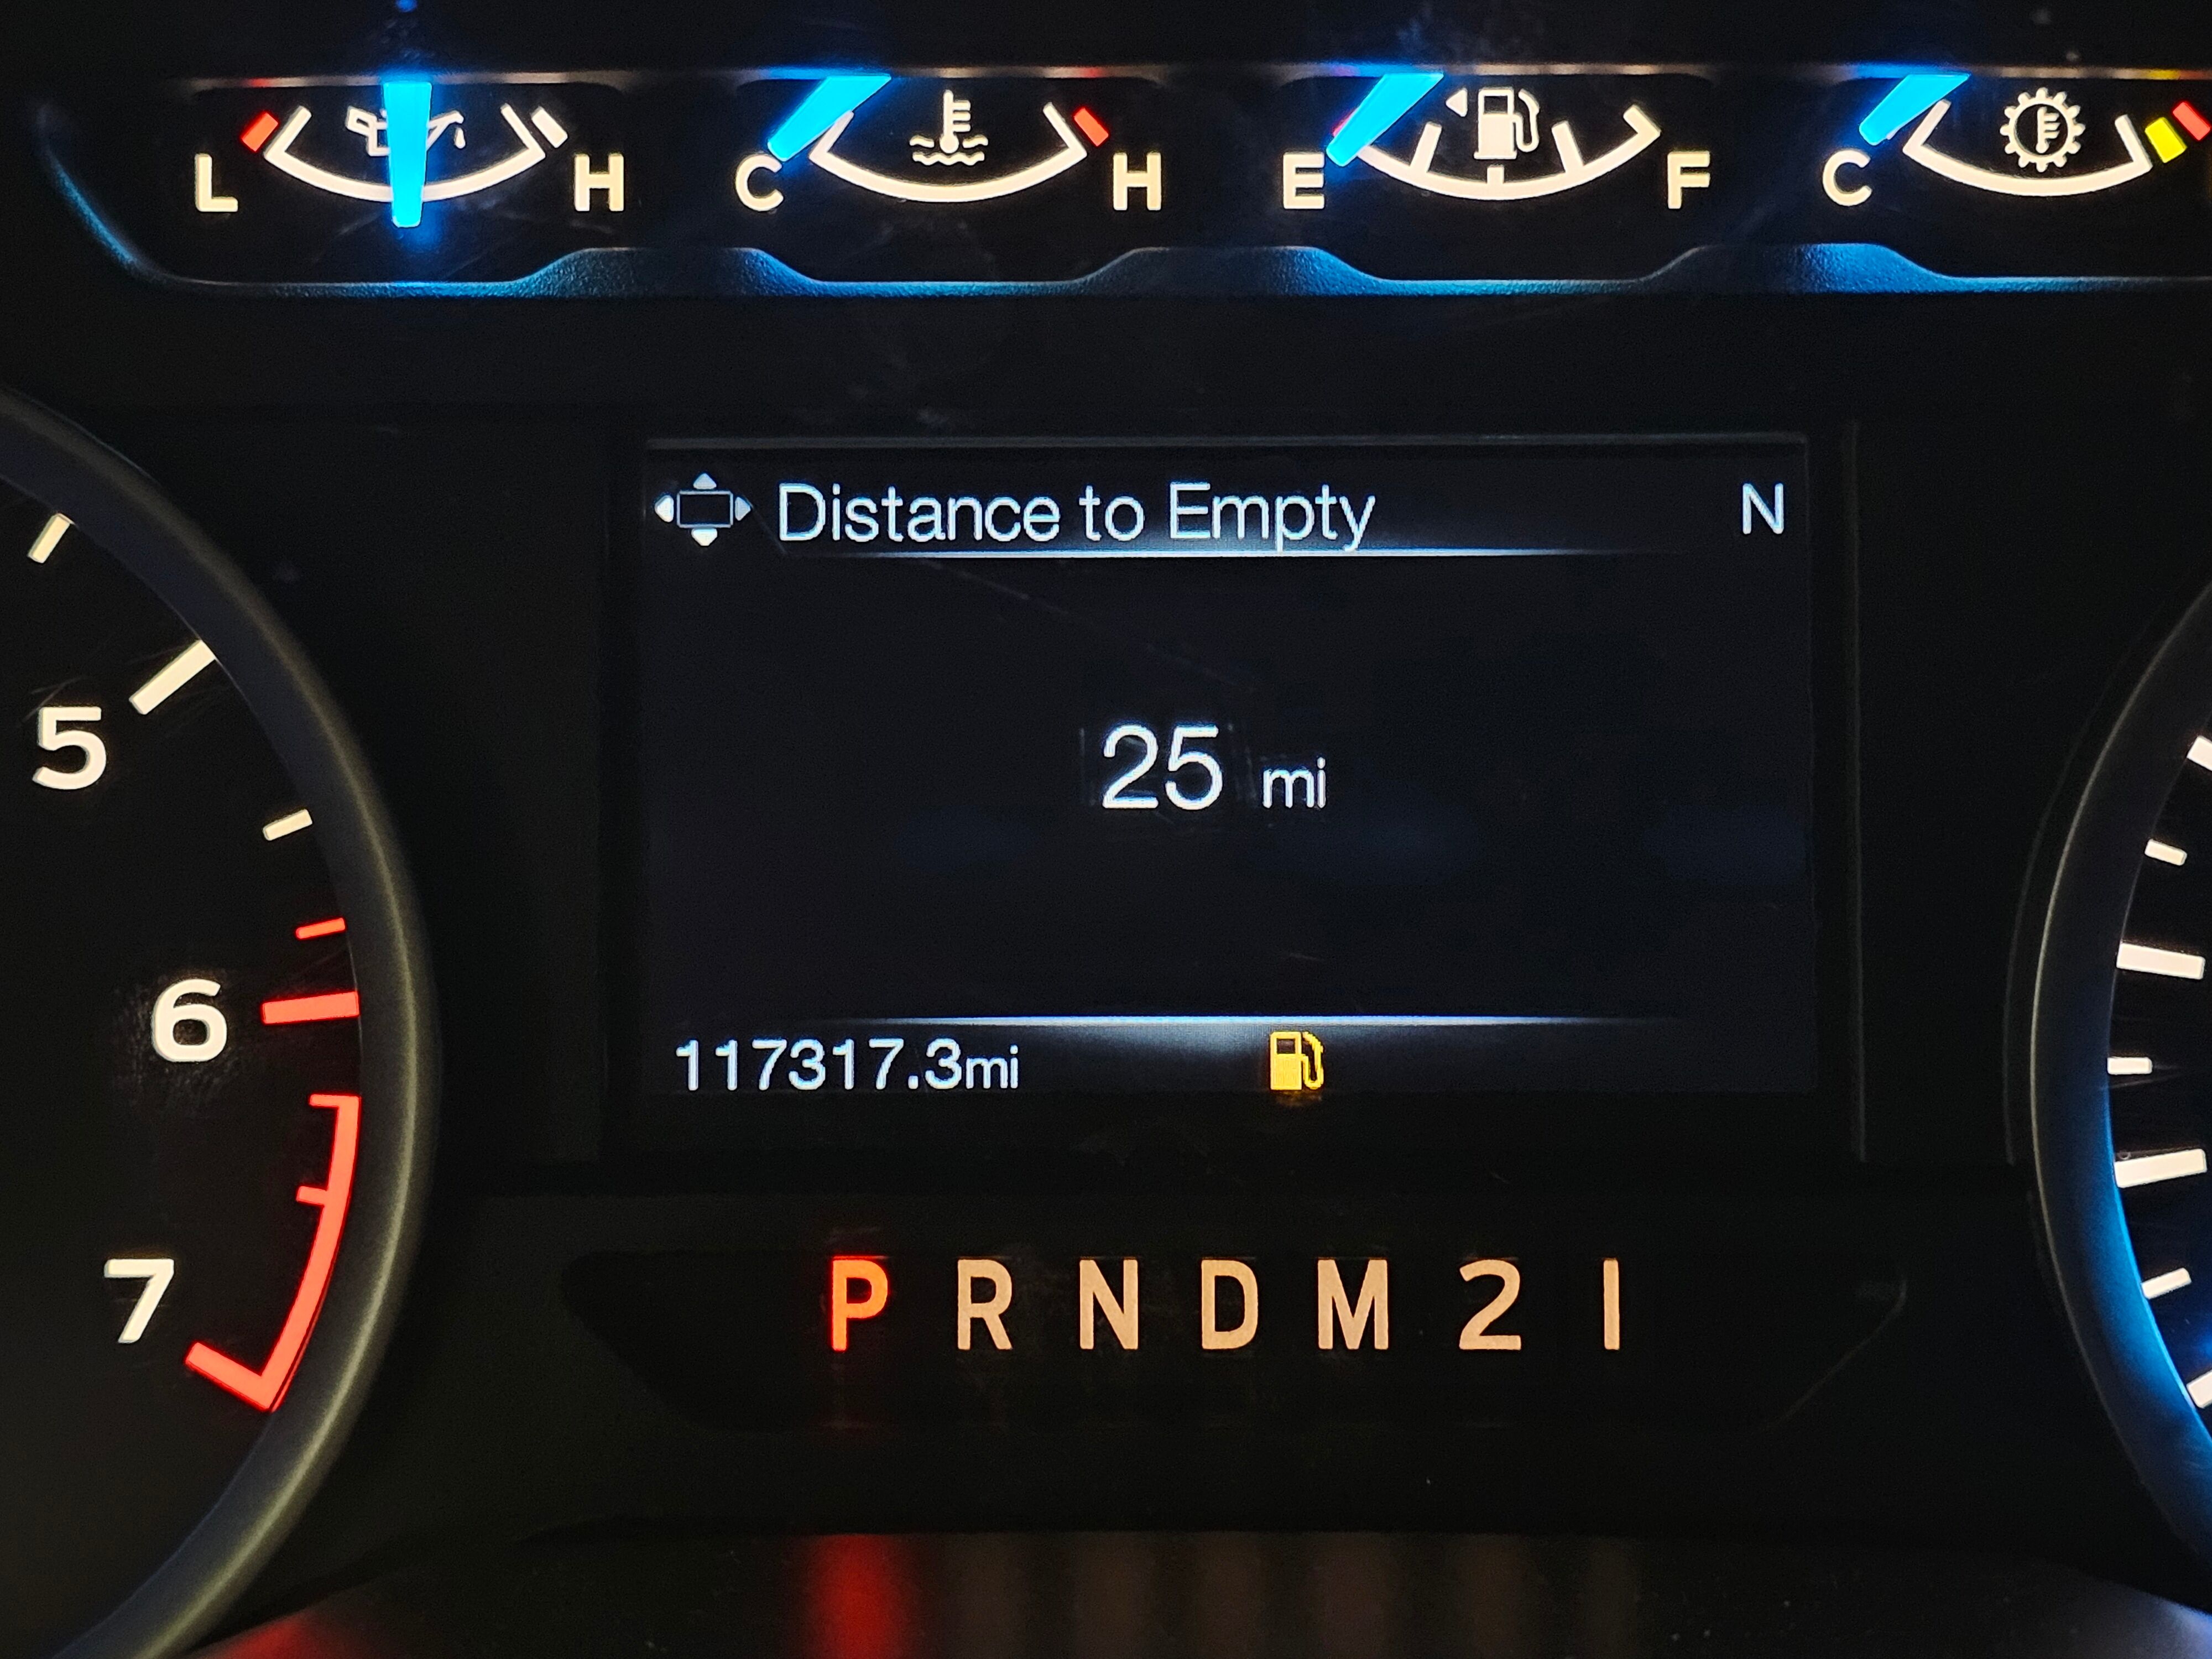 L H C H E F C
Distance to Empty N
5
25 mi
6
117317.3mi
7
P R N D M 2 1